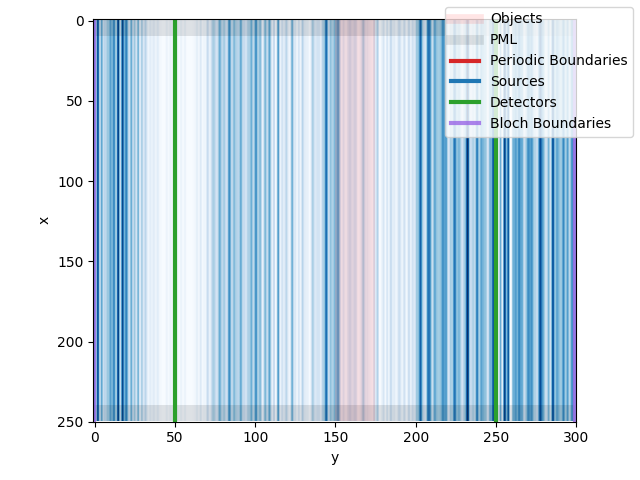 Objects
PML
Periodic Boundaries
Sources
Detectors
Bloch Boundaries
0
50
100
150
200
250
x
0
50
100
150
200
250
300
y